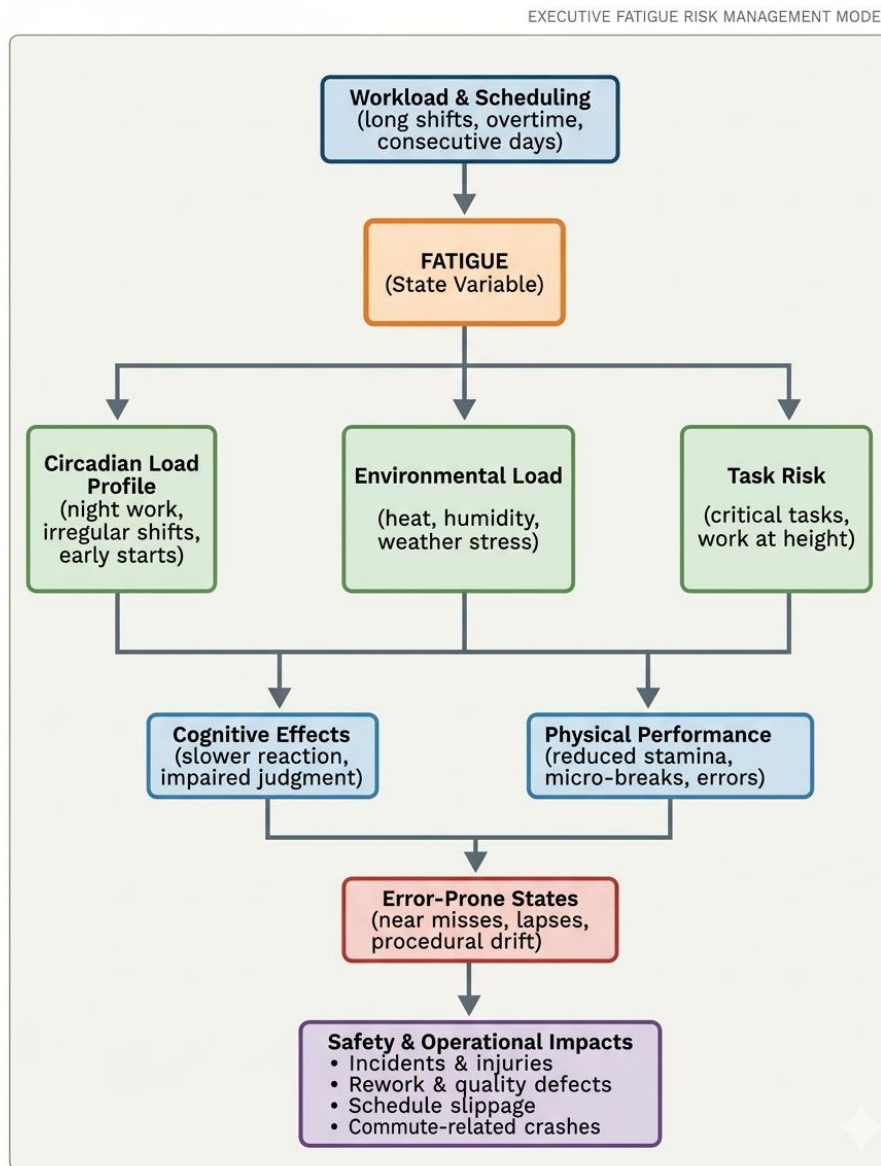 EXECUTIVE FATIGUE RISK MANAGEMENT MODE
Workload & Scheduling
(long shifts, overtime,
consecutive days)
FATIGUE
(State Variable)
Circadian Load
Profile
(night work,
irregular shifts,
early starts)
Environmental Load
(heat, humidity,
weather stress)
Task Risk
(critical tasks,
work at height)
Cognitive Effects
(slower reaction,
impaired judgment)
Physical Performance
(reduced stamina,
micro-breaks, errors)
Error-Prone States
(near misses, lapses,
procedural drift)
Safety & Operational Impacts
• Incidents & injuries
• Rework & quality defects
• Schedule slippage
• Commute-related crashes